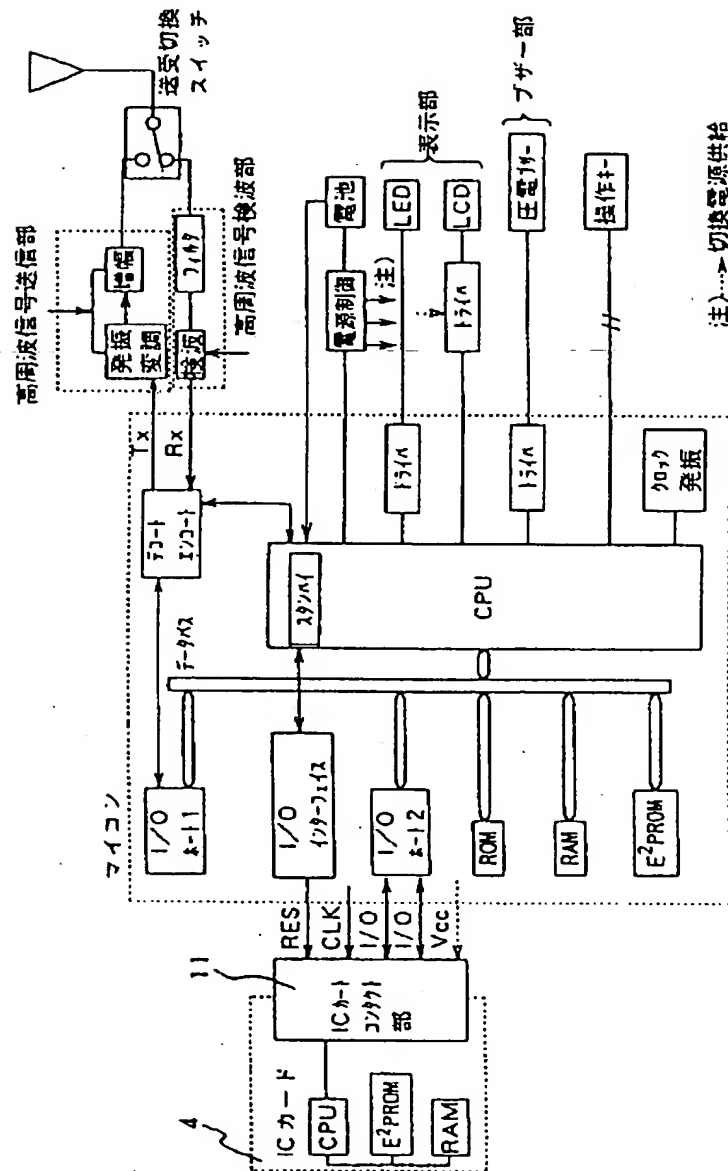 高周波信号送信部
発振
変調
増幅
送受切換
スイッチ
フィルタ
検波
高周波信号検波部
Tx
Rx
デコート
エンコート
マイコン
データバス
I/O
ポート1
I/O
インターフェイス
I/O
ポート2
ROM
RAM
E²PROM
スタンバイ
CPU
電池
電源制御
注)
LED
LCD
表示部
ドライバ
ドライバ
ドライバ
圧電ブザー
ブザー部
操作キー
クロック
発振
注)┄┄> 切換電源供給
RES
CLK
I/O
I/O
Vcc
11
ICカート
コンタクト
部
4
ICカード
CPU
E²PROM
RAM